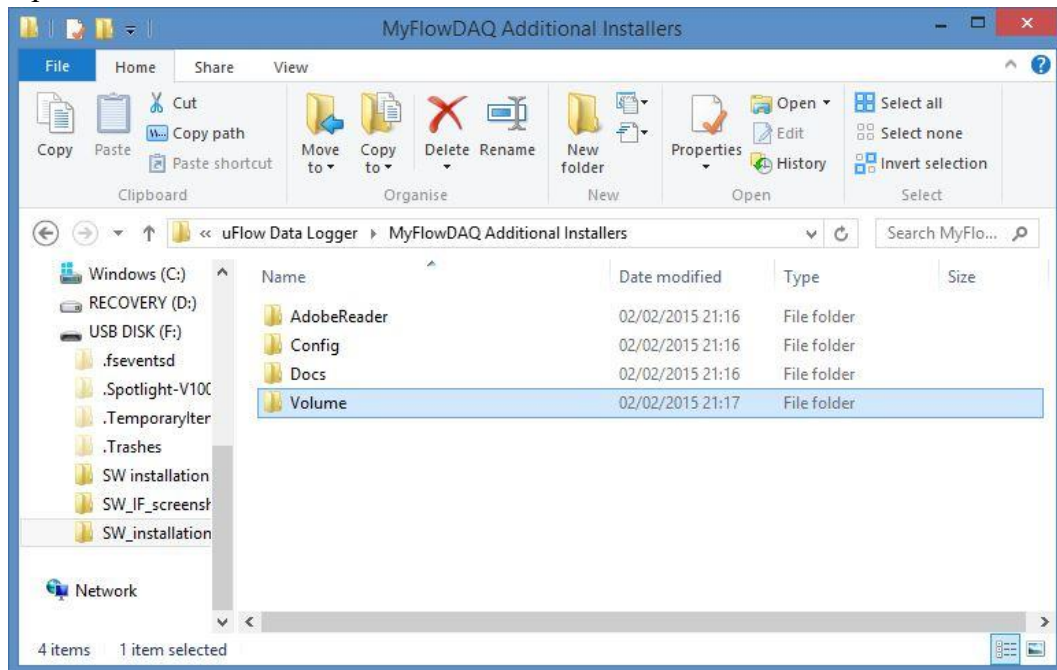 MyFlowDAQ Additional Installers
File Home Share View
Copy
Paste
Cut
Copy path
Paste shortcut
Clipboard
Move to
Copy to
Delete
Rename
Organise
New folder
New
Properties
Open
Edit
History
Open
Select all
Select none
Invert selection
Select
« uFlow Data Logger MyFlowDAQ Additional Installers
Search MyFlo...
Windows (C:)
RECOVERY (D:)
USB DISK (F:)
.fseventsd
.Spotlight-V100
.TemporaryIter
.Trashes
SW installation
SW_IF_screensh
SW_installation
Network
Name Date modified Type Size
AdobeReader 02/02/2015 21:16 File folder
Config 02/02/2015 21:16 File folder
Docs 02/02/2015 21:16 File folder
Volume 02/02/2015 21:17 File folder
4 items 1 item selected